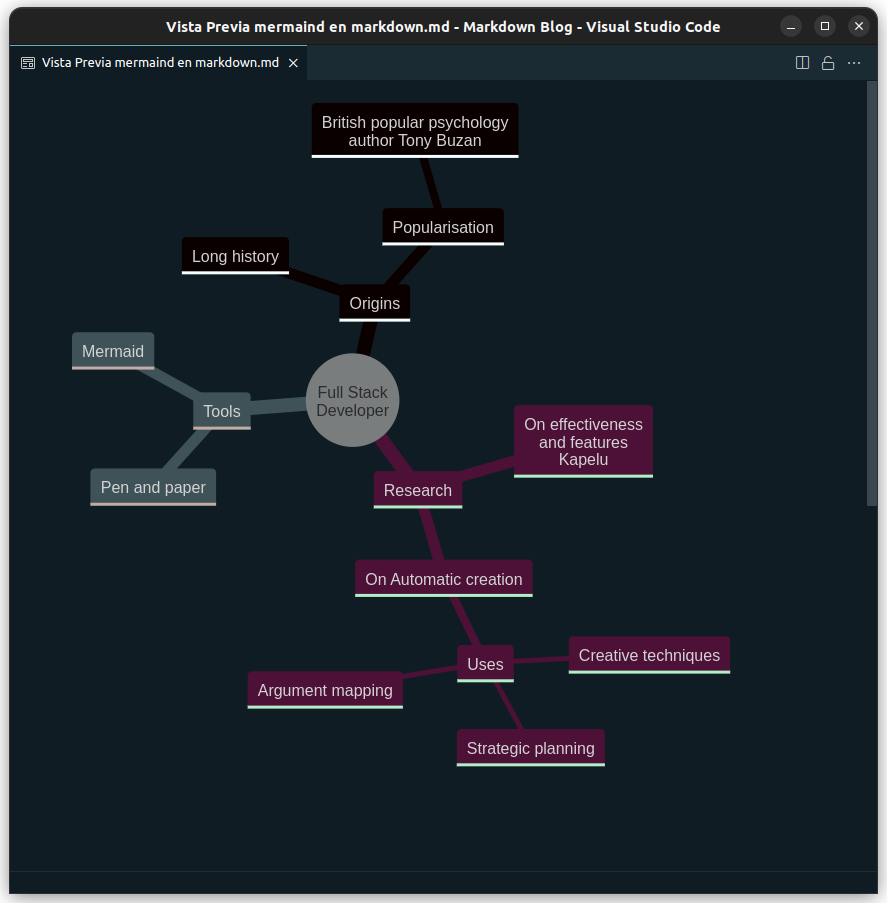 Vista Previa mermaind en markdown.md - Markdown Blog - Visual Studio Code
Vista Previa mermaind en markdown.md
British popular psychology
author Tony Buzan
Popularisation
Long history
Origins
Mermaid
Tools
Full Stack
Developer
Pen and paper
On effectiveness
and features
Kapelu
Research
On Automatic creation
Uses
Creative techniques
Argument mapping
Strategic planning